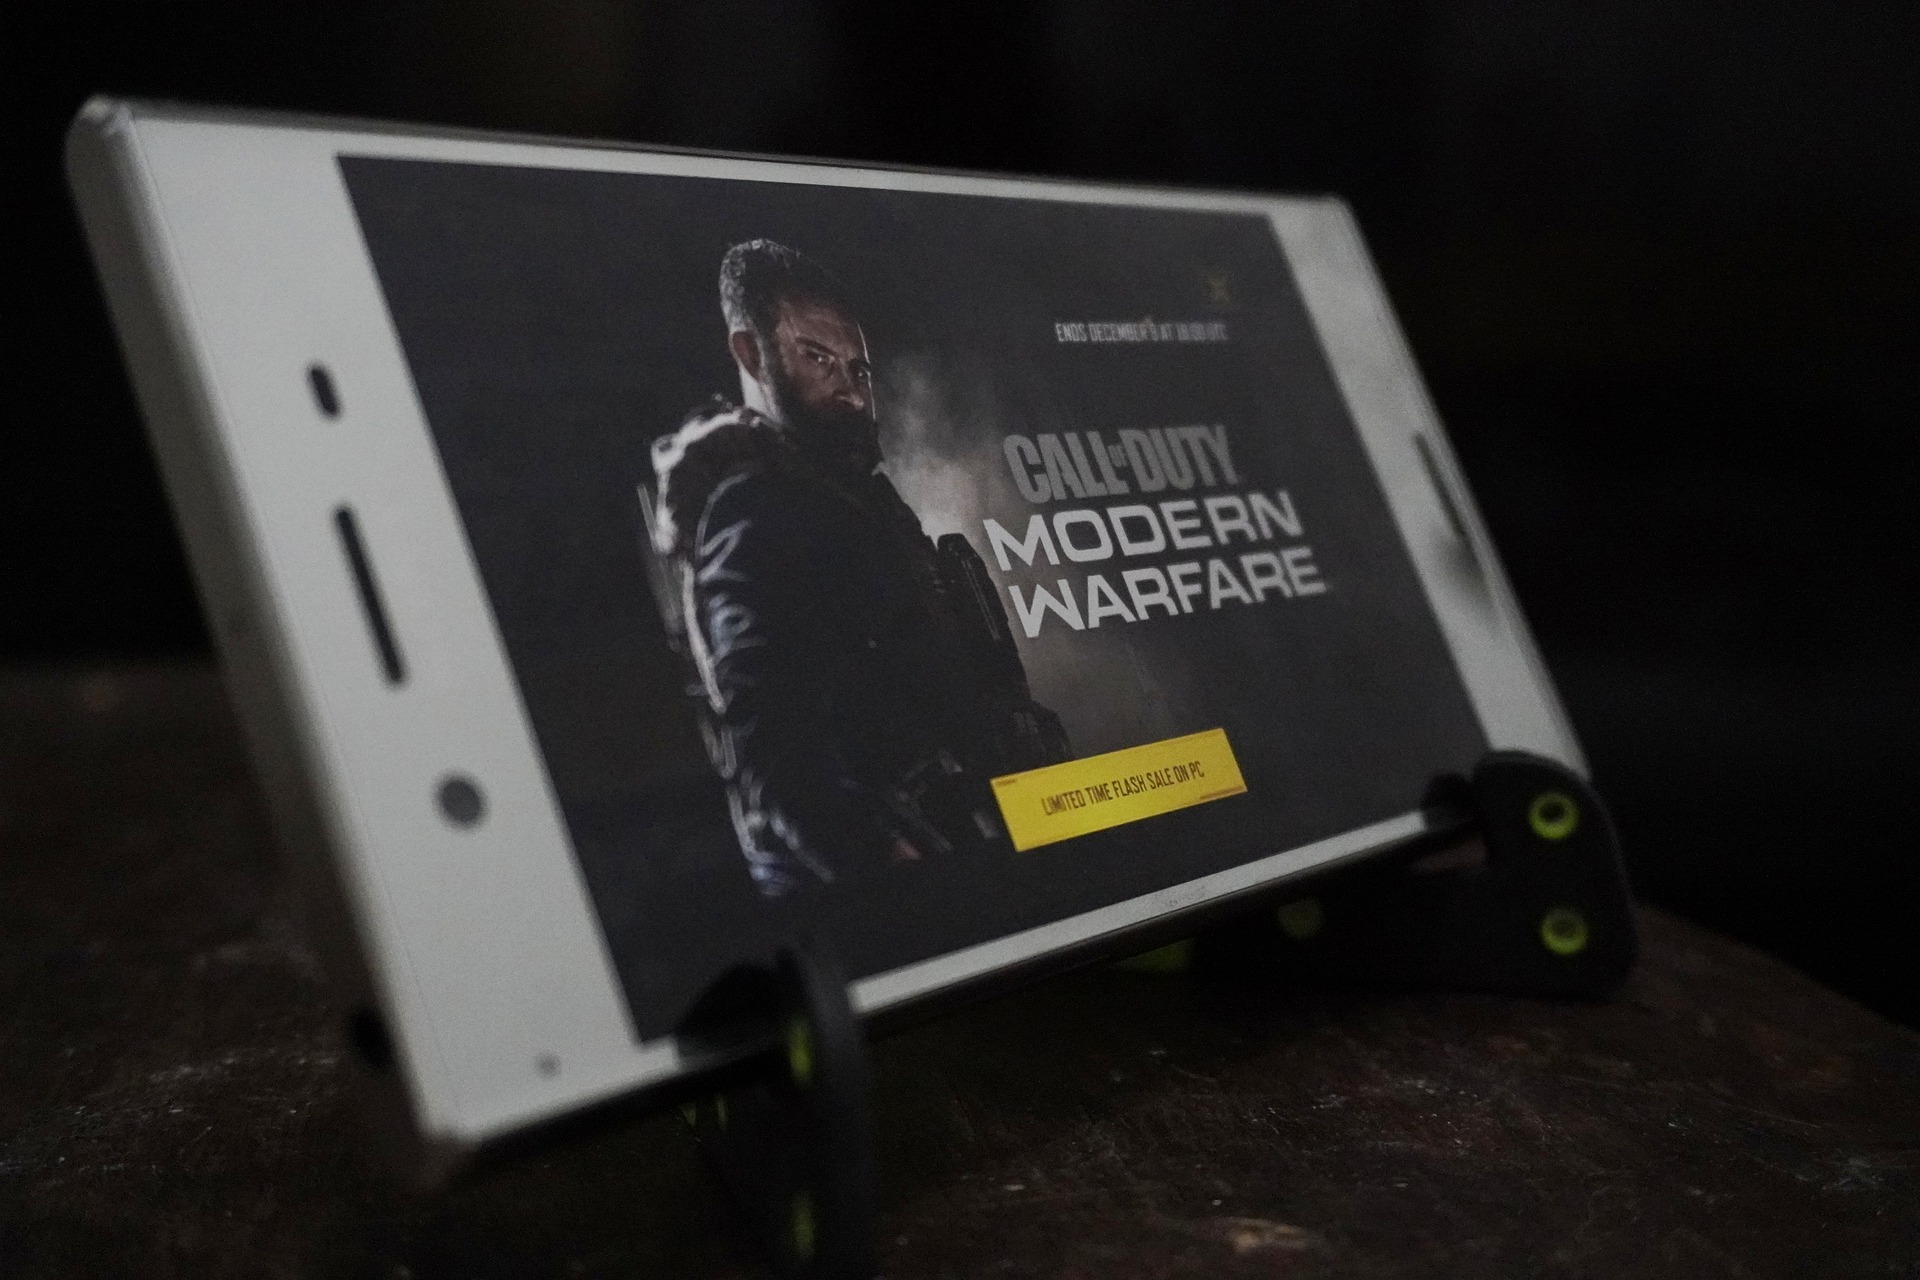 ENDS DECEMBER 9 AT 18:00 UTC
CALL OF DUTY
MODERN
WARFARE
LIMITED TIME FLASH SALE ON PC